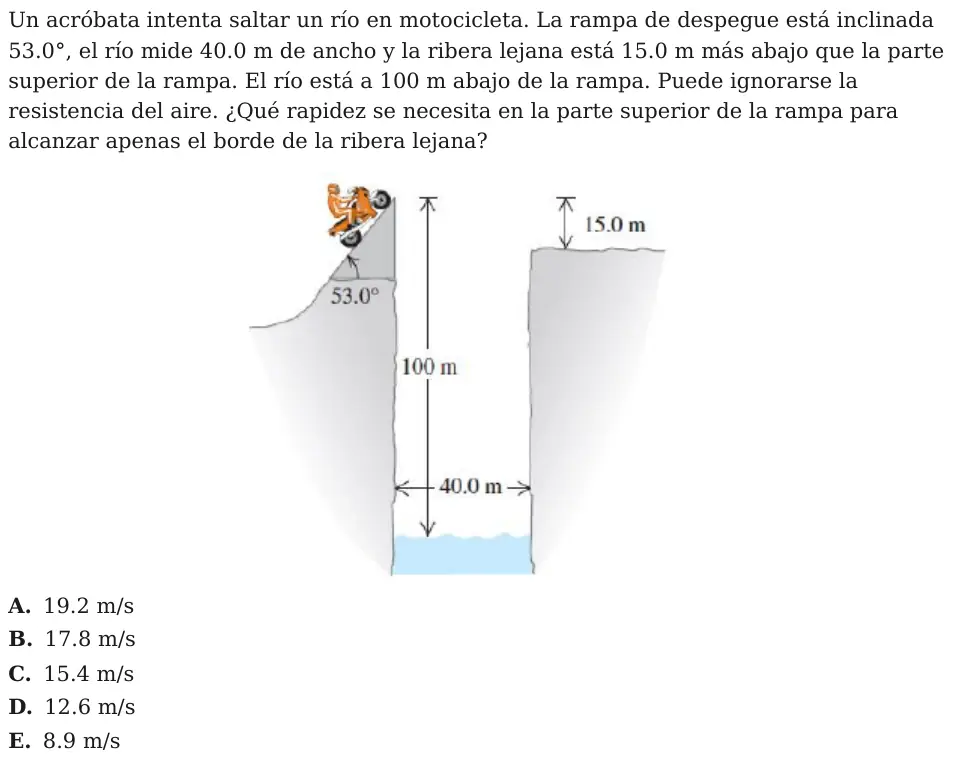 Un acróbata intenta saltar un río en motocicleta. La rampa de despegue está inclinada
53.0°, el río mide 40.0 m de ancho y la ribera lejana está 15.0 m más abajo que la parte
superior de la rampa. El río está a 100 m abajo de la rampa. Puede ignorarse la
resistencia del aire. ¿Qué rapidez se necesita en la parte superior de la rampa para
alcanzar apenas el borde de la ribera lejana?
15.0 m
53.0°
100 m
40.0 m
A. 19.2 m/s
B. 17.8 m/s
C. 15.4 m/s
D. 12.6 m/s
E. 8.9 m/s